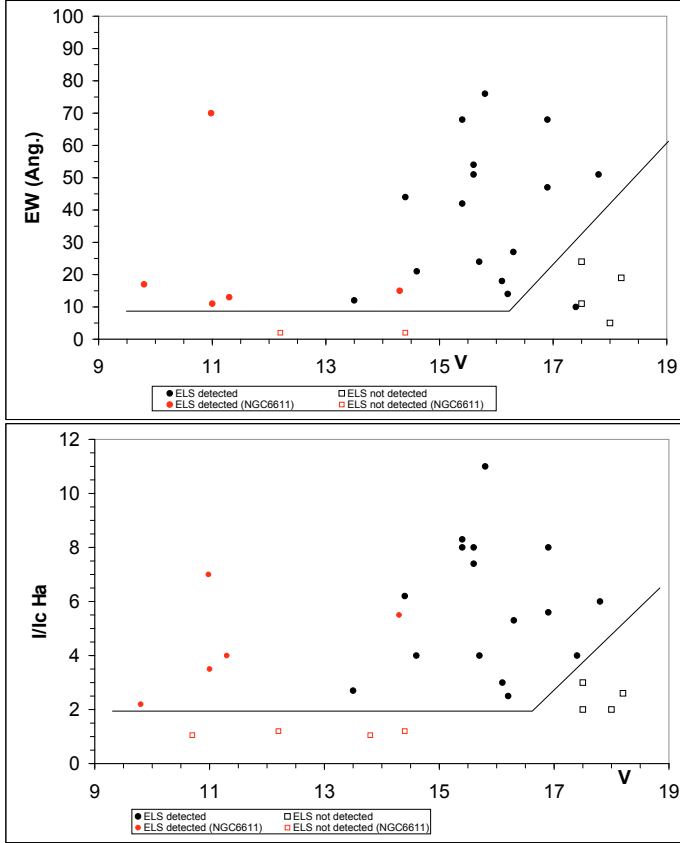 100
90
80
70
60
50
40
30
20
10
0
EW (Ang.)
9 11 13 15 17 19
V
ELS detected ELS not detected
ELS detected (NGC6611) ELS not detected (NGC6611)
12
10
8
6
4
2
0
I/Ic Ha
9 11 13 15 17 19
V
ELS detected ELS not detected
ELS detected (NGC6611) ELS not detected (NGC6611)